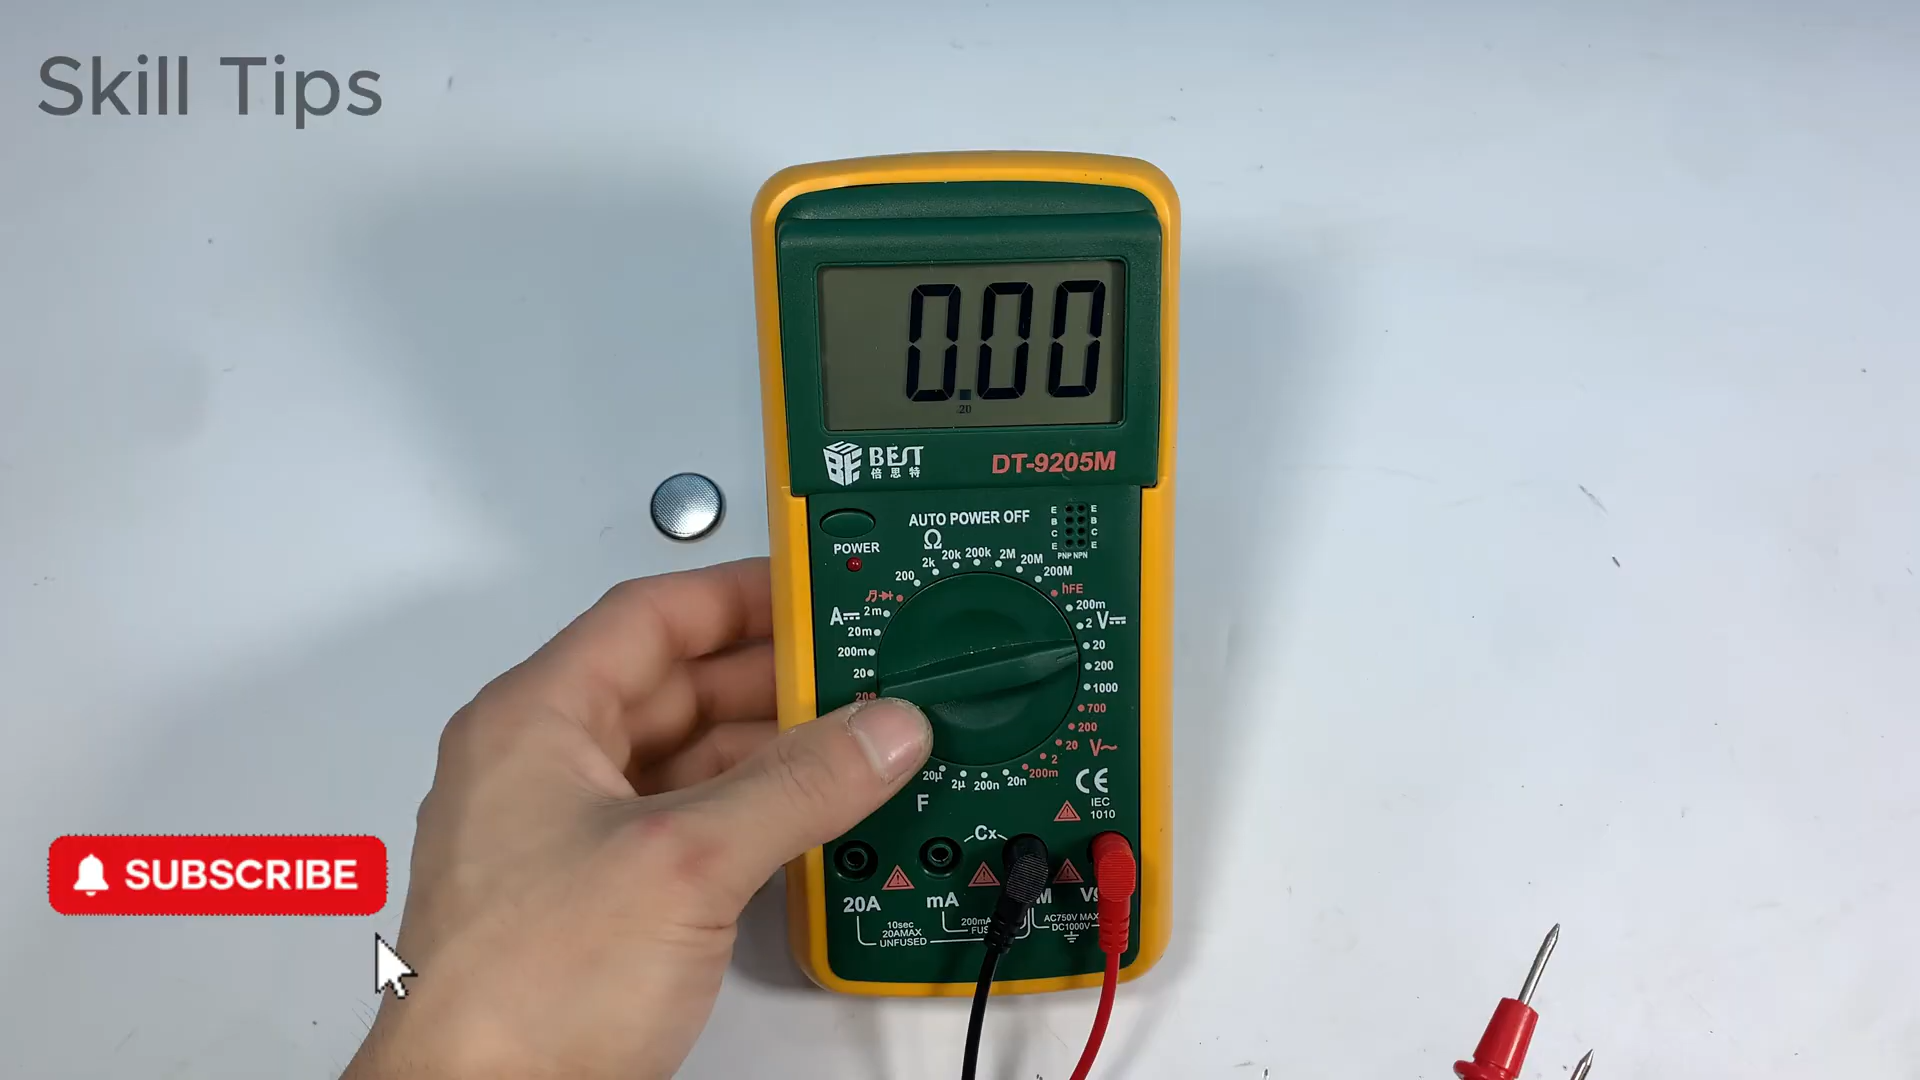 Skill Tips
0.00
20
BEST
倍思特
DT-9205M
AUTO POWER OFF
POWER
Ω
200
2k
20k
200k
2M
20M
200M
hFE
E
B
C
E
E
B
C
E
PNP NPN
A
2m
20m
200m
20
20
200m
2
V
20
200
1000
700
200
20
V~
2
200m
20n
200n
2µ
20µ
F
CE
IEC
1010
Cx
20A
mA
10sec
20AMAX
UNFUSED
AC750V MAX
DC1000V
SUBSCRIBE